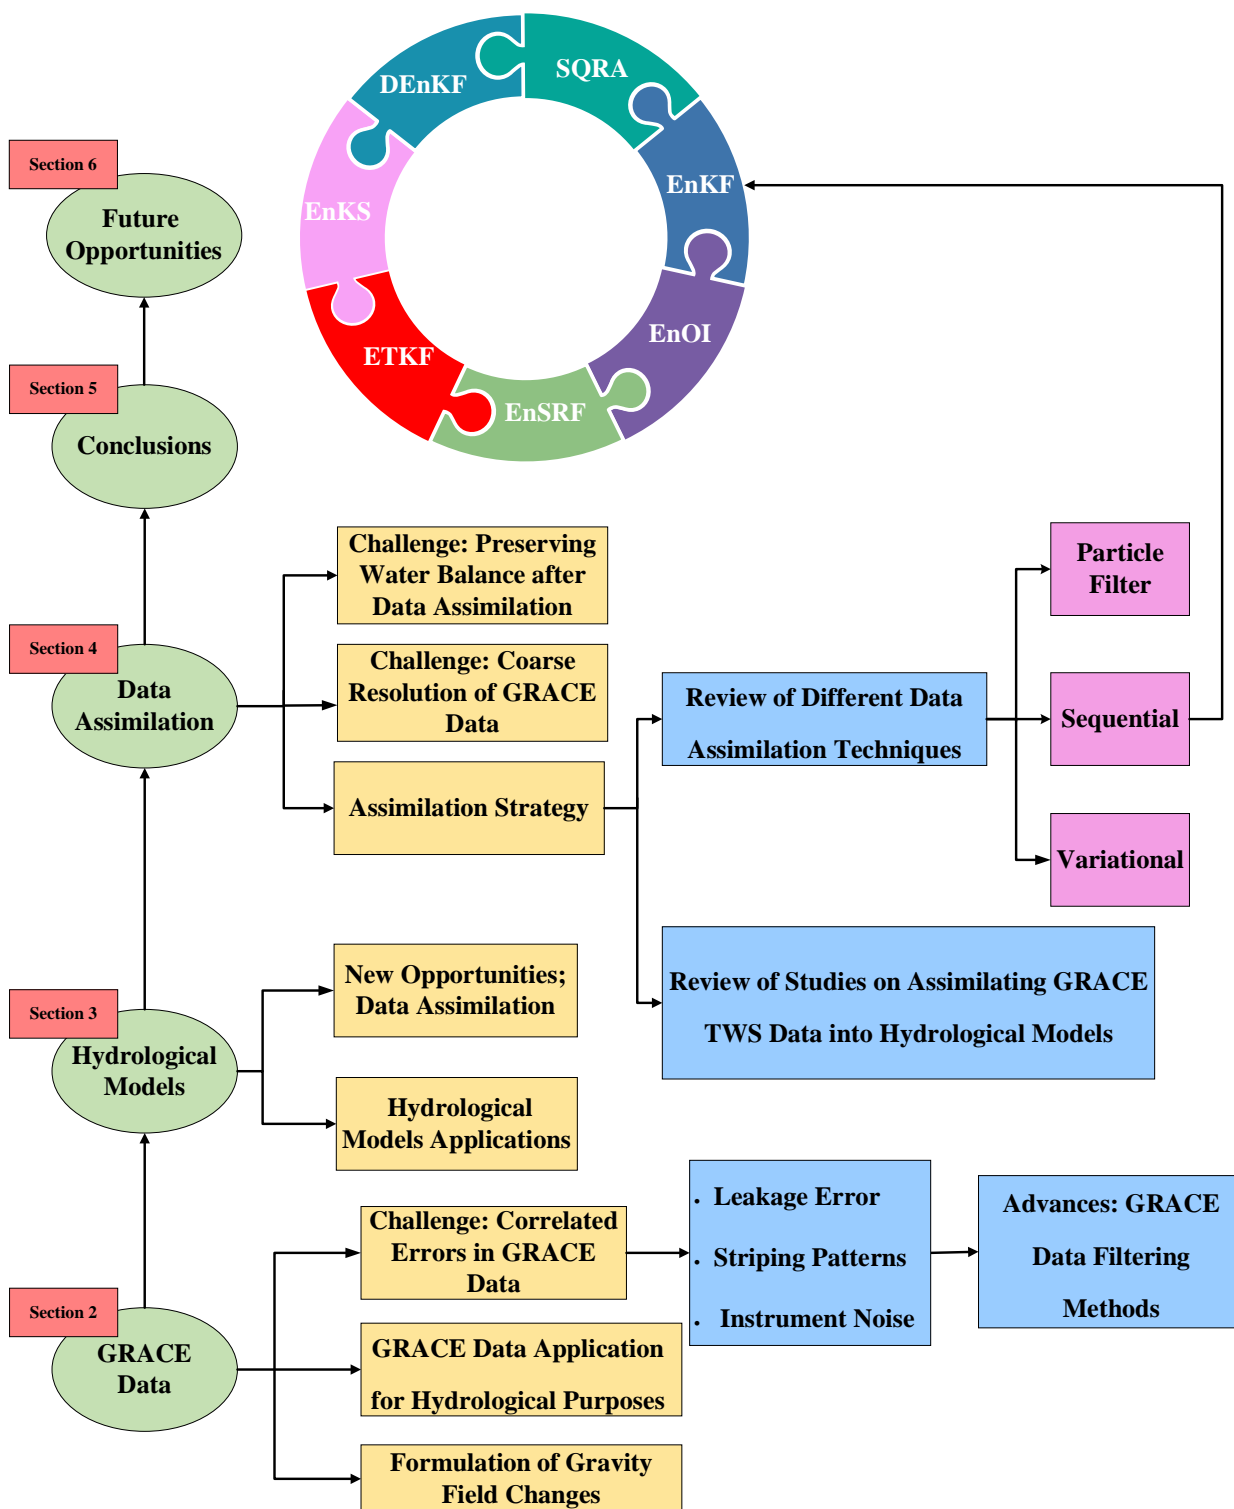 DEnKF
SQRA
EnKF
EnKS
EnOI
ETKF
EnSRF
Section 6
Future
Opportunities
Section 5
Conclusions
Section 4
Data
Assimilation
Challenge: Preserving
Water Balance after
Data Assimilation
Challenge: Coarse
Resolution of GRACE
Data
Assimilation Strategy
Review of Different Data
Assimilation Techniques
Particle
Filter
Sequential
Variational
Review of Studies on Assimilating GRACE
TWS Data into Hydrological Models
Section 3
Hydrological
Models
New Opportunities;
Data Assimilation
Hydrological
Models Applications
Section 2
GRACE
Data
Challenge: Correlated
Errors in GRACE
Data
. Leakage Error
. Striping Patterns
. Instrument Noise
Advances: GRACE
Data Filtering
Methods
GRACE Data Application
for Hydrological Purposes
Formulation of Gravity
Field Changes